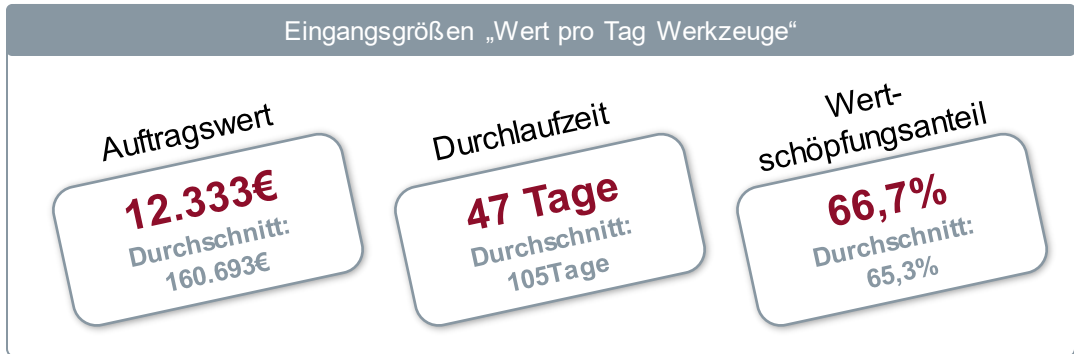 Eingangsgrößen „Wert pro Tag Werkzeuge“
Auftragswert
12.333€
Durchschnitt:
160.693€
Durchlaufzeit
47 Tage
Durchschnitt:
105Tage
Wert-
schöpfungsanteil
66,7%
Durchschnitt:
65,3%